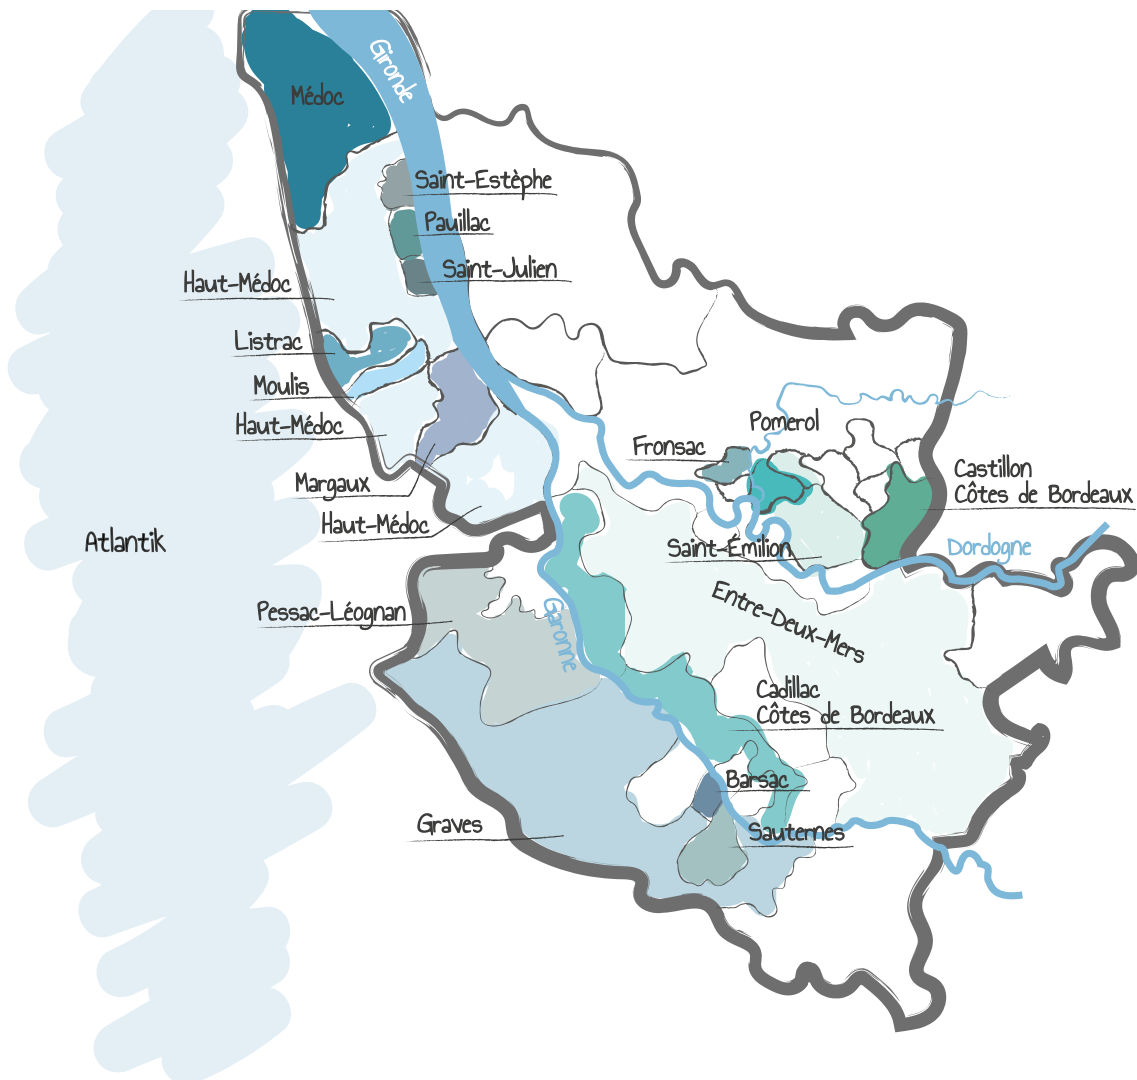 Gironde
Médoc
Saint-Estèphe
Pauillac
Saint-Julien
Haut-Médoc
Listrac
Moulis
Haut-Médoc
Margaux
Haut-Médoc
Atlantik
Pomerol
Fronsac
Castillon
Côtes de Bordeaux
Saint-Émilion
Dordogne
Entre-Deux-Mers
Pessac-Léognan
Garonne
Cadillac
Côtes de Bordeaux
Barsac
Graves
Sauternes